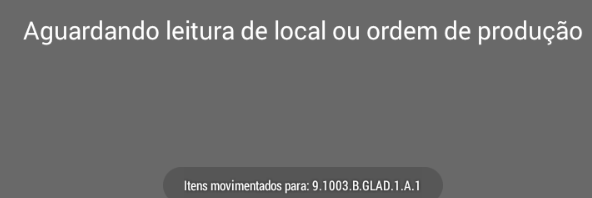 Aguardando leitura de local ou ordem de produção
Itens movimentados para: 9.1003.B.GLAD.1.A.1